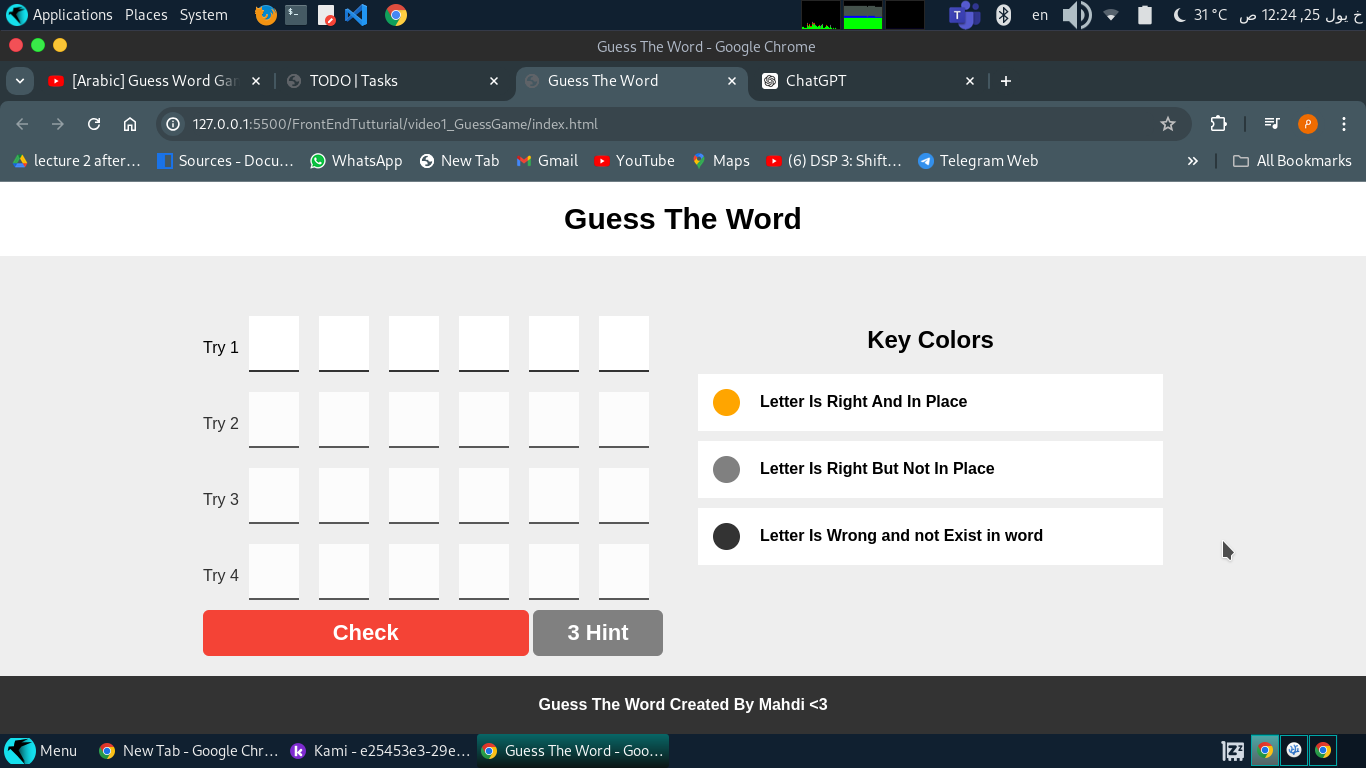 Applications Places System en 31 °C خ يول 25, 12:24 ص
Guess The Word - Google Chrome
[Arabic] Guess Word Gar TODO | Tasks Guess The Word ChatGPT
127.0.0.1:5500/FrontEndTutturial/video1_GuessGame/index.html
lecture 2 after… Sources - Docu… WhatsApp New Tab Gmail YouTube Maps (6) DSP 3: Shift… Telegram Web » All Bookmarks
Guess The Word
Try 1
Try 2
Try 3
Try 4
Check 3 Hint
Key Colors
Letter Is Right And In Place
Letter Is Right But Not In Place
Letter Is Wrong and not Exist in word
Guess The Word Created By Mahdi <3
Menu New Tab - Google Chr… Kami - e25453e3-29e… Guess The Word - Goo…